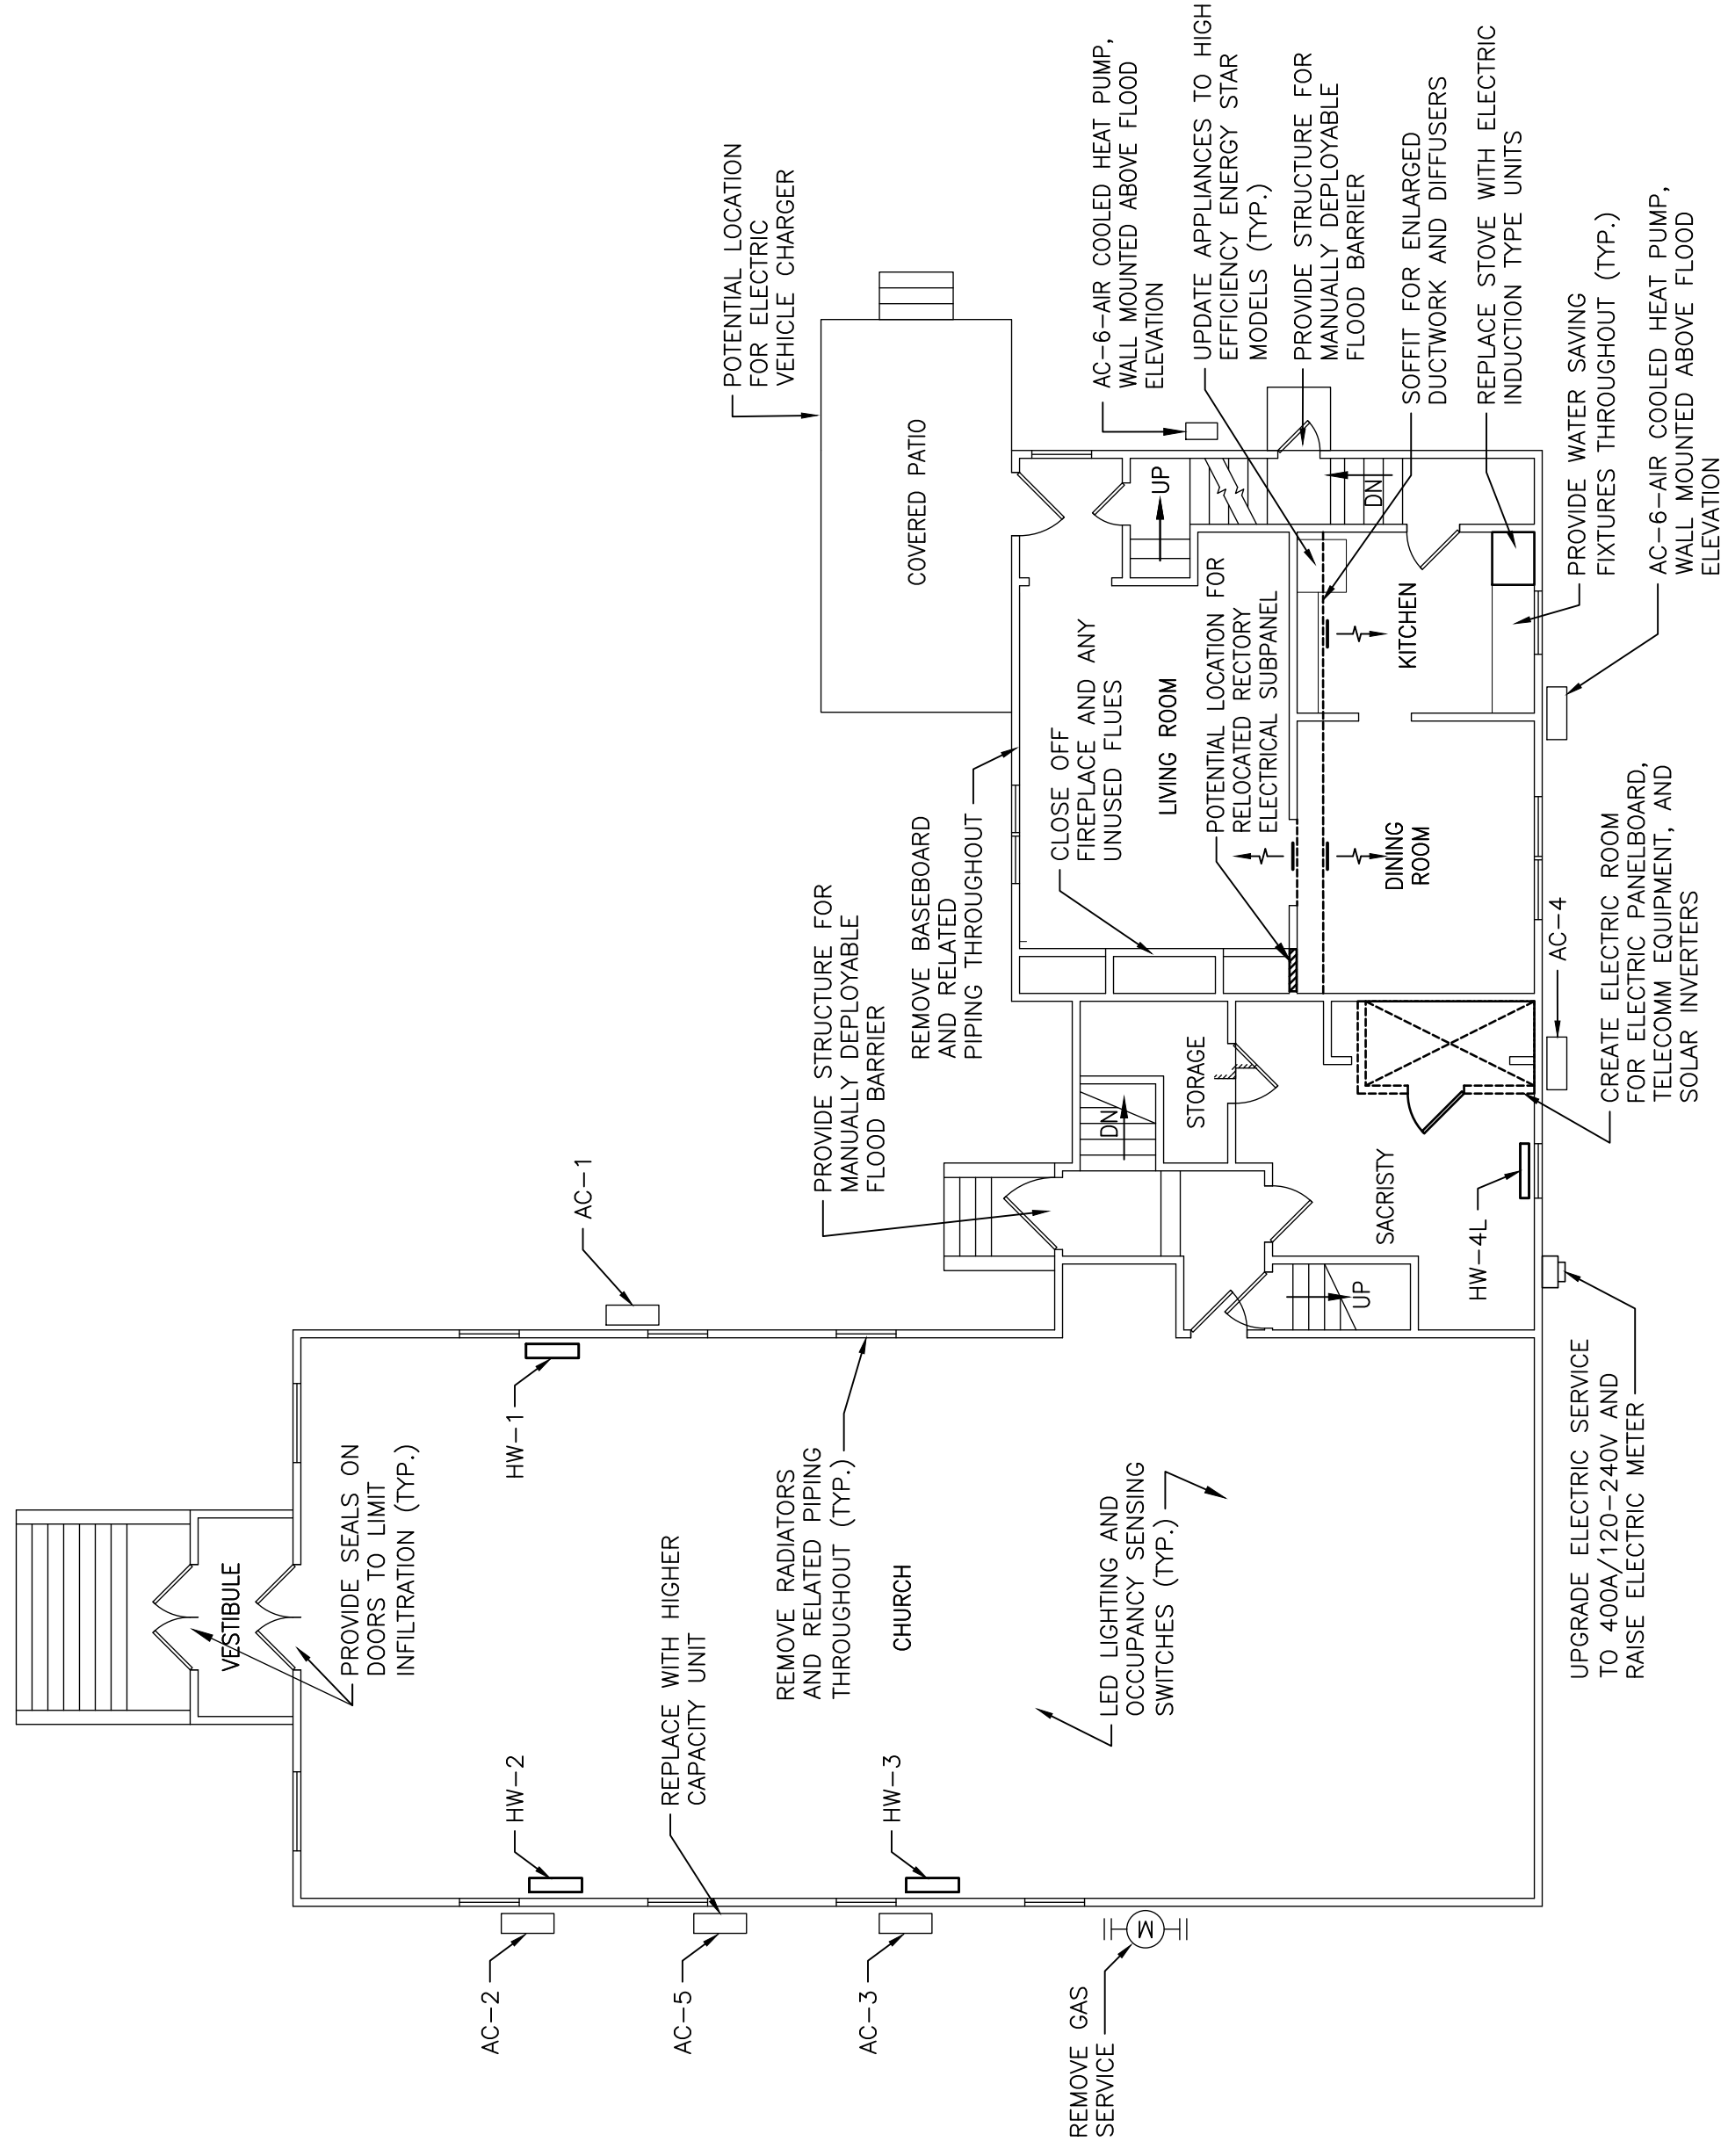 POTENTIAL LOCATION
FOR ELECTRIC
VEHICLE CHARGER
COVERED PATIO
AC-6-AIR COOLED HEAT PUMP,
WALL MOUNTED ABOVE FLOOD
ELEVATION
UPDATE APPLIANCES TO HIGH
EFFICIENCY ENERGY STAR
MODELS (TYP.)
PROVIDE STRUCTURE FOR
MANUALLY DEPLOYABLE
FLOOD BARRIER
SOFFIT FOR ENLARGED
DUCTWORK AND DIFFUSERS
REPLACE STOVE WITH ELECTRIC
INDUCTION TYPE UNITS
PROVIDE WATER SAVING
FIXTURES THROUGHOUT (TYP.)
AC-6-AIR COOLED HEAT PUMP,
WALL MOUNTED ABOVE FLOOD
ELEVATION
UP
DN
KITCHEN
POTENTIAL LOCATION FOR
RELOCATED RECTORY
ELECTRICAL SUBPANEL
LIVING ROOM
CLOSE OFF
FIREPLACE AND ANY
UNUSED FLUES
DINING
ROOM
REMOVE BASEBOARD
AND RELATED
PIPING THROUGHOUT
PROVIDE STRUCTURE FOR
MANUALLY DEPLOYABLE
FLOOD BARRIER
AC-4
CREATE ELECTRIC ROOM
FOR ELECTRIC PANELBOARD,
TELECOMM EQUIPMENT, AND
SOLAR INVERTERS
STORAGE
DN
SACRISTY
HW-4L
UP
AC-1
HW-1
PROVIDE SEALS ON
DOORS TO LIMIT
INFILTRATION (TYP.)
VESTIBULE
REMOVE RADIATORS
AND RELATED PIPING
THROUGHOUT (TYP.)
CHURCH
REPLACE WITH HIGHER
CAPACITY UNIT
LED LIGHTING AND
OCCUPANCY SENSING
SWITCHES (TYP.)
UPGRADE ELECTRIC SERVICE
TO 400A/120-240V AND
RAISE ELECTRIC METER
HW-2
HW-3
AC-2
AC-5
AC-3
M
REMOVE GAS
SERVICE